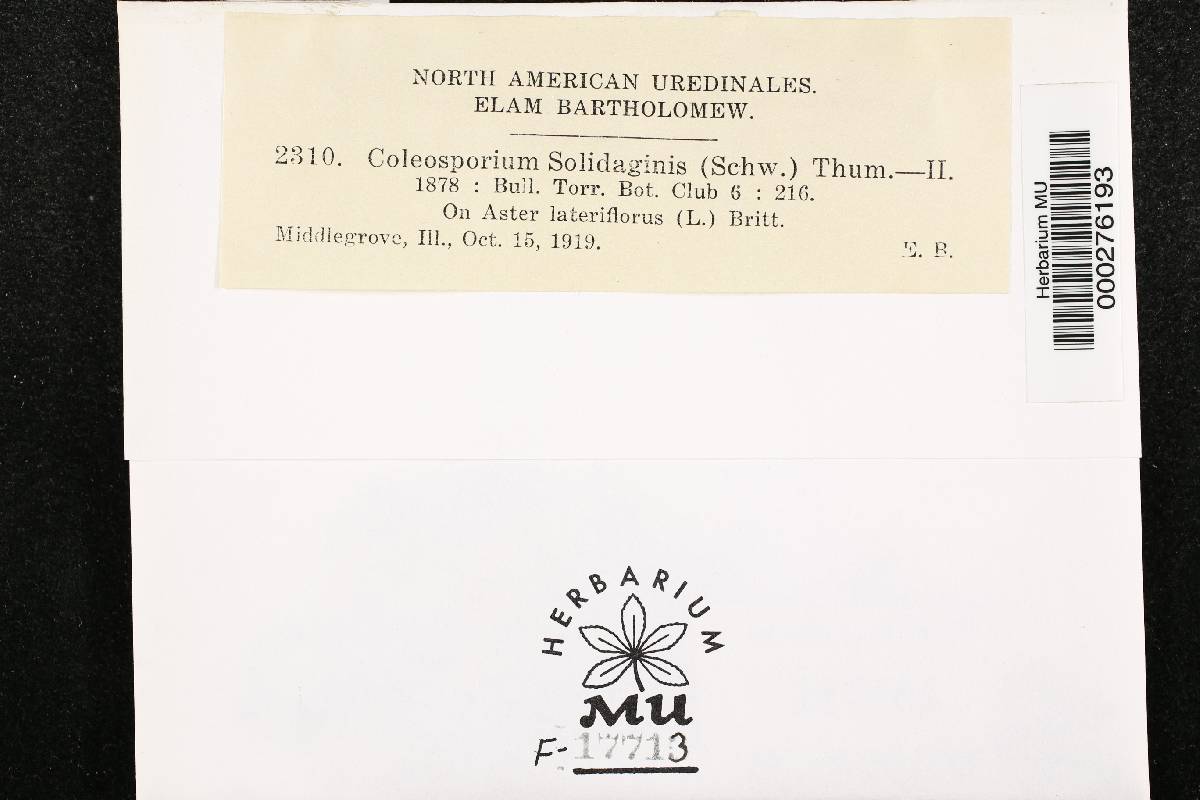 NORTH AMERICAN UREDINALES.
ELAM BARTHOLOMEW.
2310. Coleosporium Solidaginis (Schw.) Thum.—II.
1878 : Bull. Torr. Bot. Club 6 : 216.
On Aster lateriflorus (L.) Britt.
Middlegrove, Ill., Oct. 15, 1919.
E. B.
Herbarium MU
000276193
HERBARIUM
MU
F-17713